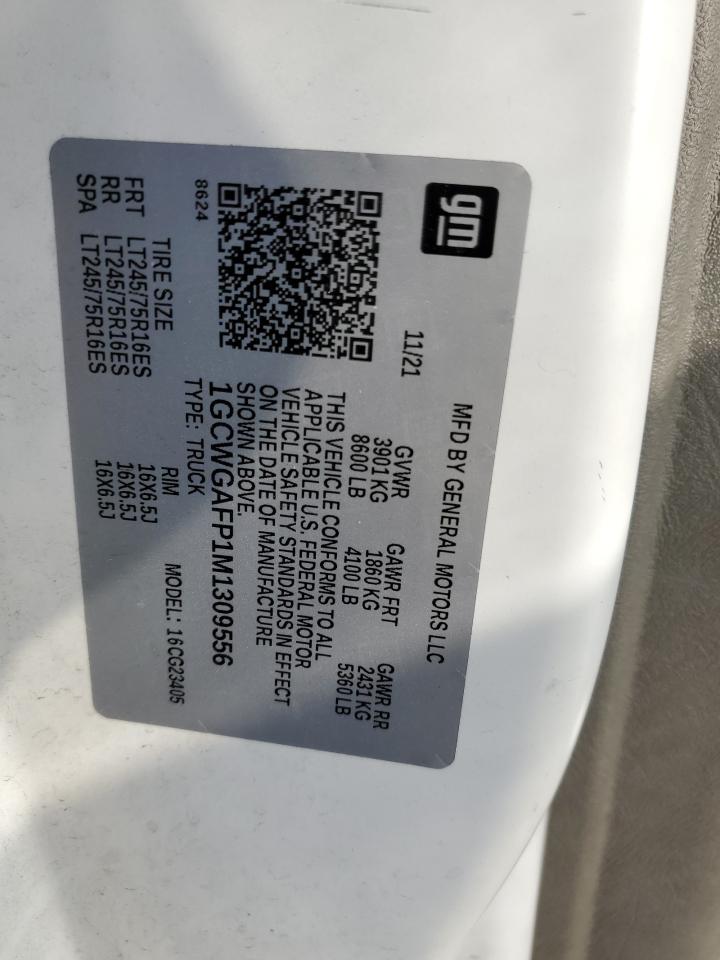 gm
MFD BY GENERAL MOTORS LLC
11/21
GVWR GAWR FRT GAWR RR
3901 KG 1860 KG 2431 KG
8600 LB 4100 LB 5360 LB
THIS VEHICLE CONFORMS TO ALL
APPLICABLE U.S. FEDERAL MOTOR
VEHICLE SAFETY STANDARDS IN EFFECT
ON THE DATE OF MANUFACTURE
SHOWN ABOVE.
1GCWGAFP1M1309556
TYPE: TRUCK
MODEL: 16CG23405
8624
TIRE SIZE RIM
FRT LT245/75R16ES 16X6.5J
RR LT245/75R16ES 16X6.5J
SPA LT245/75R16ES 16X6.5J